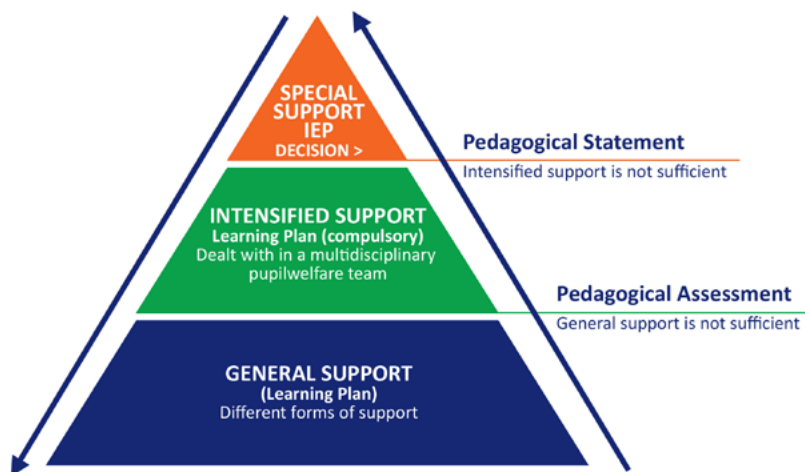 SPECIAL
SUPPORT
IEP
DECISION >
Pedagogical Statement
Intensified support is not sufficient
INTENSIFIED SUPPORT
Learning Plan (compulsory)
Dealt with in a multidisciplinary
pupilwelfare team
Pedagogical Assessment
General support is not sufficient
GENERAL SUPPORT
(Learning Plan)
Different forms of support